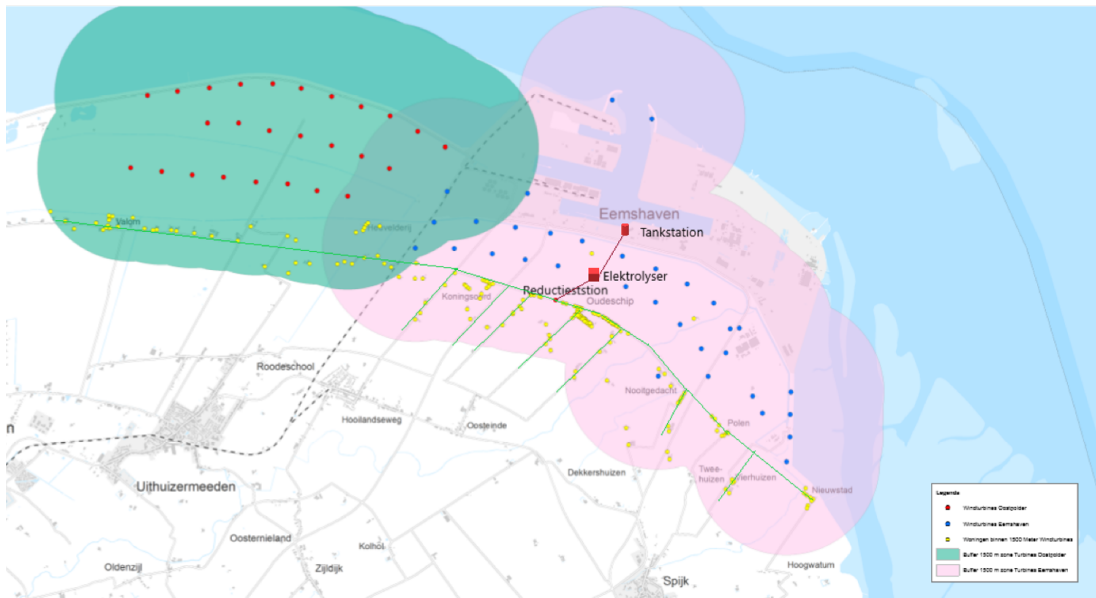 Valom
Heuvelderij
Eemshaven
Tankstation
Elektrolyser
Reductieststion
Koningsoord
Oudeschip
Roodeschool
Nooitgedacht
Hooilandseweg
Oosteinde
Polen
n
Dekkershuizen
Twee-
huizen
Vierhuizen
Uithuizermeeden
Nieuwstad
Oosternieland
Kolhol
Oldenzijl
Zijldijk
Spijk
Hoogwatum
Legenda
Windturbines Oostpolder
Windturbines Eemshaven
Woningen binnen 1500 Meter Windturbines
Buffer 1500 m zone Turbines Oostpolder
Buffer 1500 m zone Turbines Eemshaven